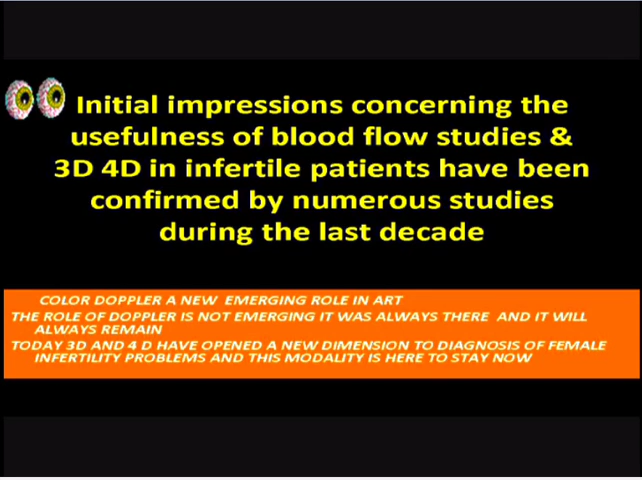 Initial impressions concerning the
usefulness of blood flow studies &
3D 4D in infertile patients have been
confirmed by numerous studies
during the last decade
COLOR DOPPLER A NEW EMERGING ROLE IN ART
THE ROLE OF DOPPLER IS NOT EMERGING IT WAS ALWAYS THERE AND IT WILL
ALWAYS REMAIN
TODAY 3D AND 4 D HAVE OPENED A NEW DIMENSION TO DIAGNOSIS OF FEMALE
INFERTILITY PROBLEMS AND THIS MODALITY IS HERE TO STAY NOW